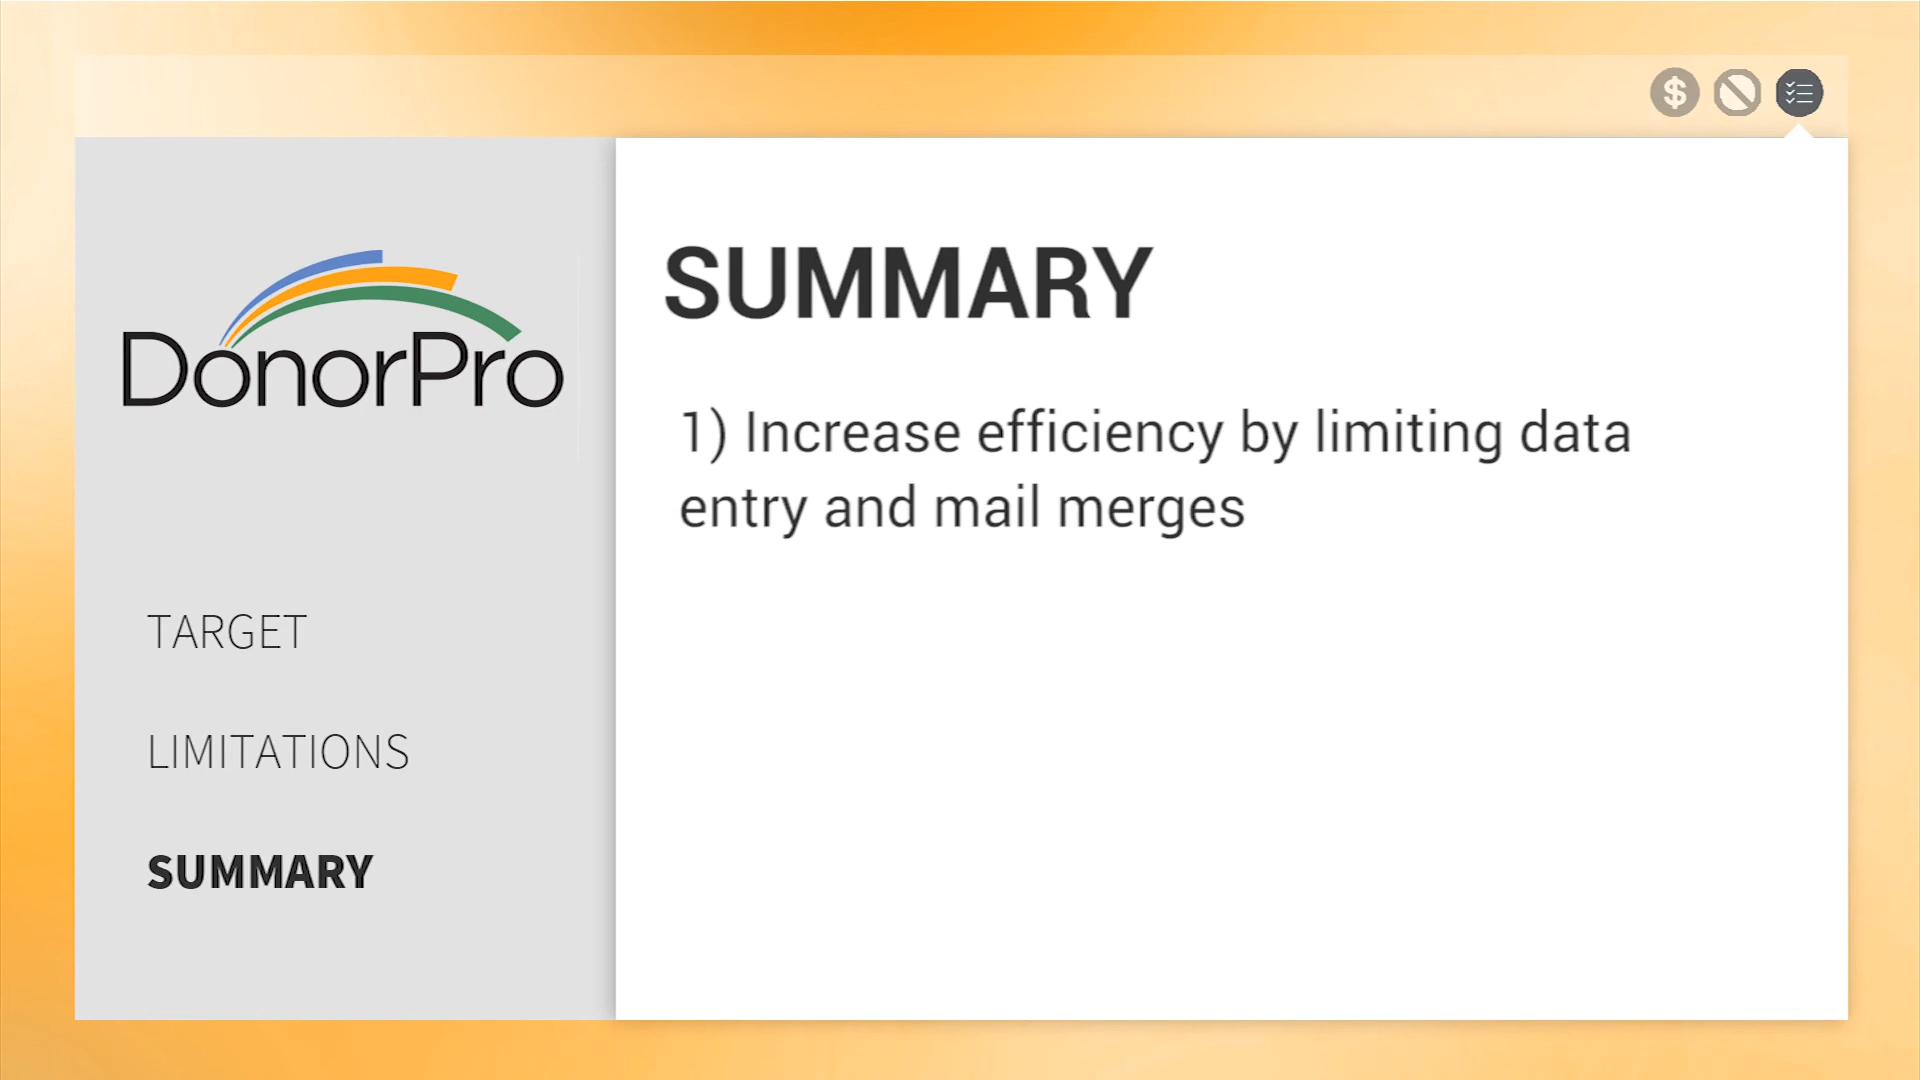 DonorPro
TARGET
LIMITATIONS
SUMMARY
$
SUMMARY
1) Increase efficiency by limiting data
entry and mail merges